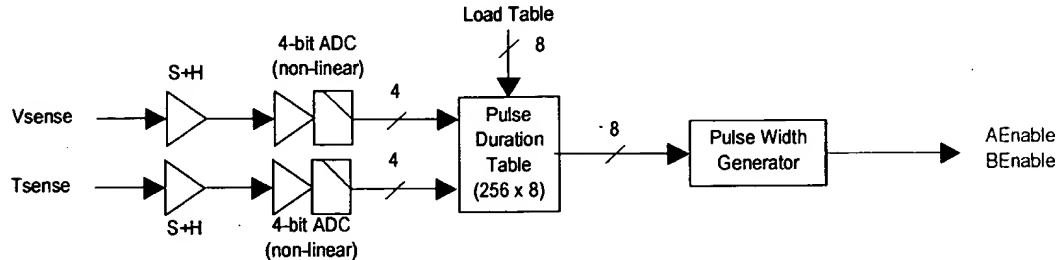 Load Table
8
4-bit ADC
(non-linear)
S+H
4
Vsense
Pulse
Duration
Table
(256 x 8)
8
Pulse Width
Generator
AEnable
BEnable
4
Tsense
S+H
4-bit ADC
(non-linear)